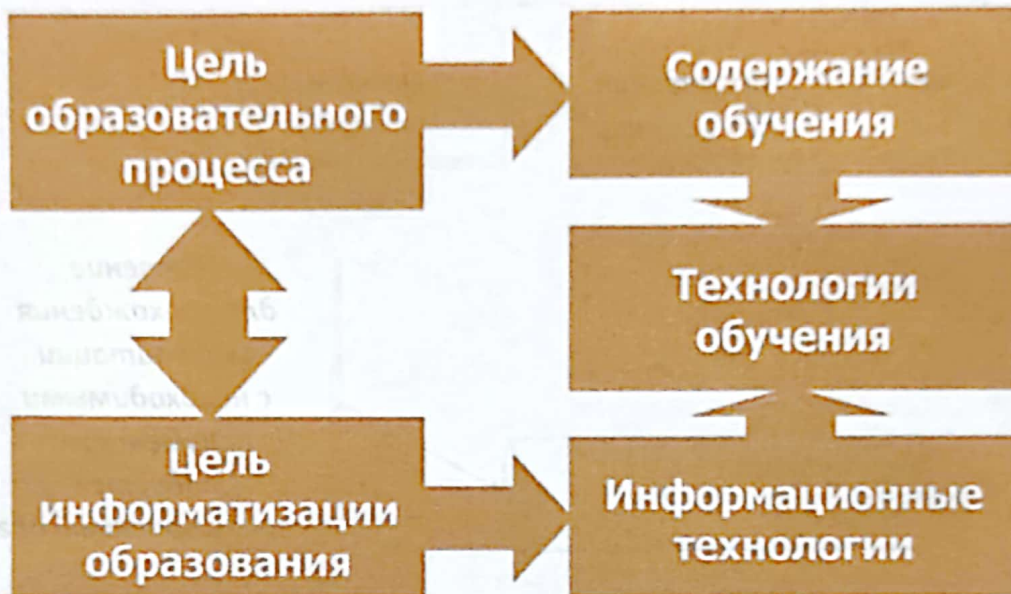 Цель
образовательного
процесса
Содержание
обучения
Технологии
обучения
Цель
информатизации
образования
Информационные
технологии